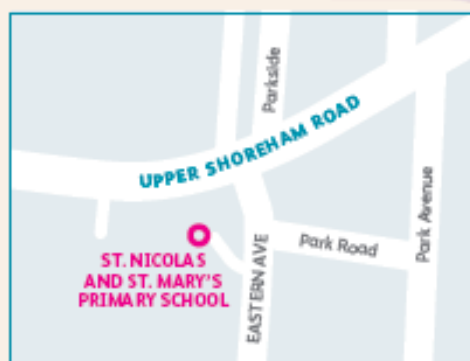 Parkside
UPPER SHOREHAM ROAD
ST. NICOLAS
AND ST. MARY'S
PRIMARY SCHOOL
EASTERN AVE
Park Road
Park Avenue